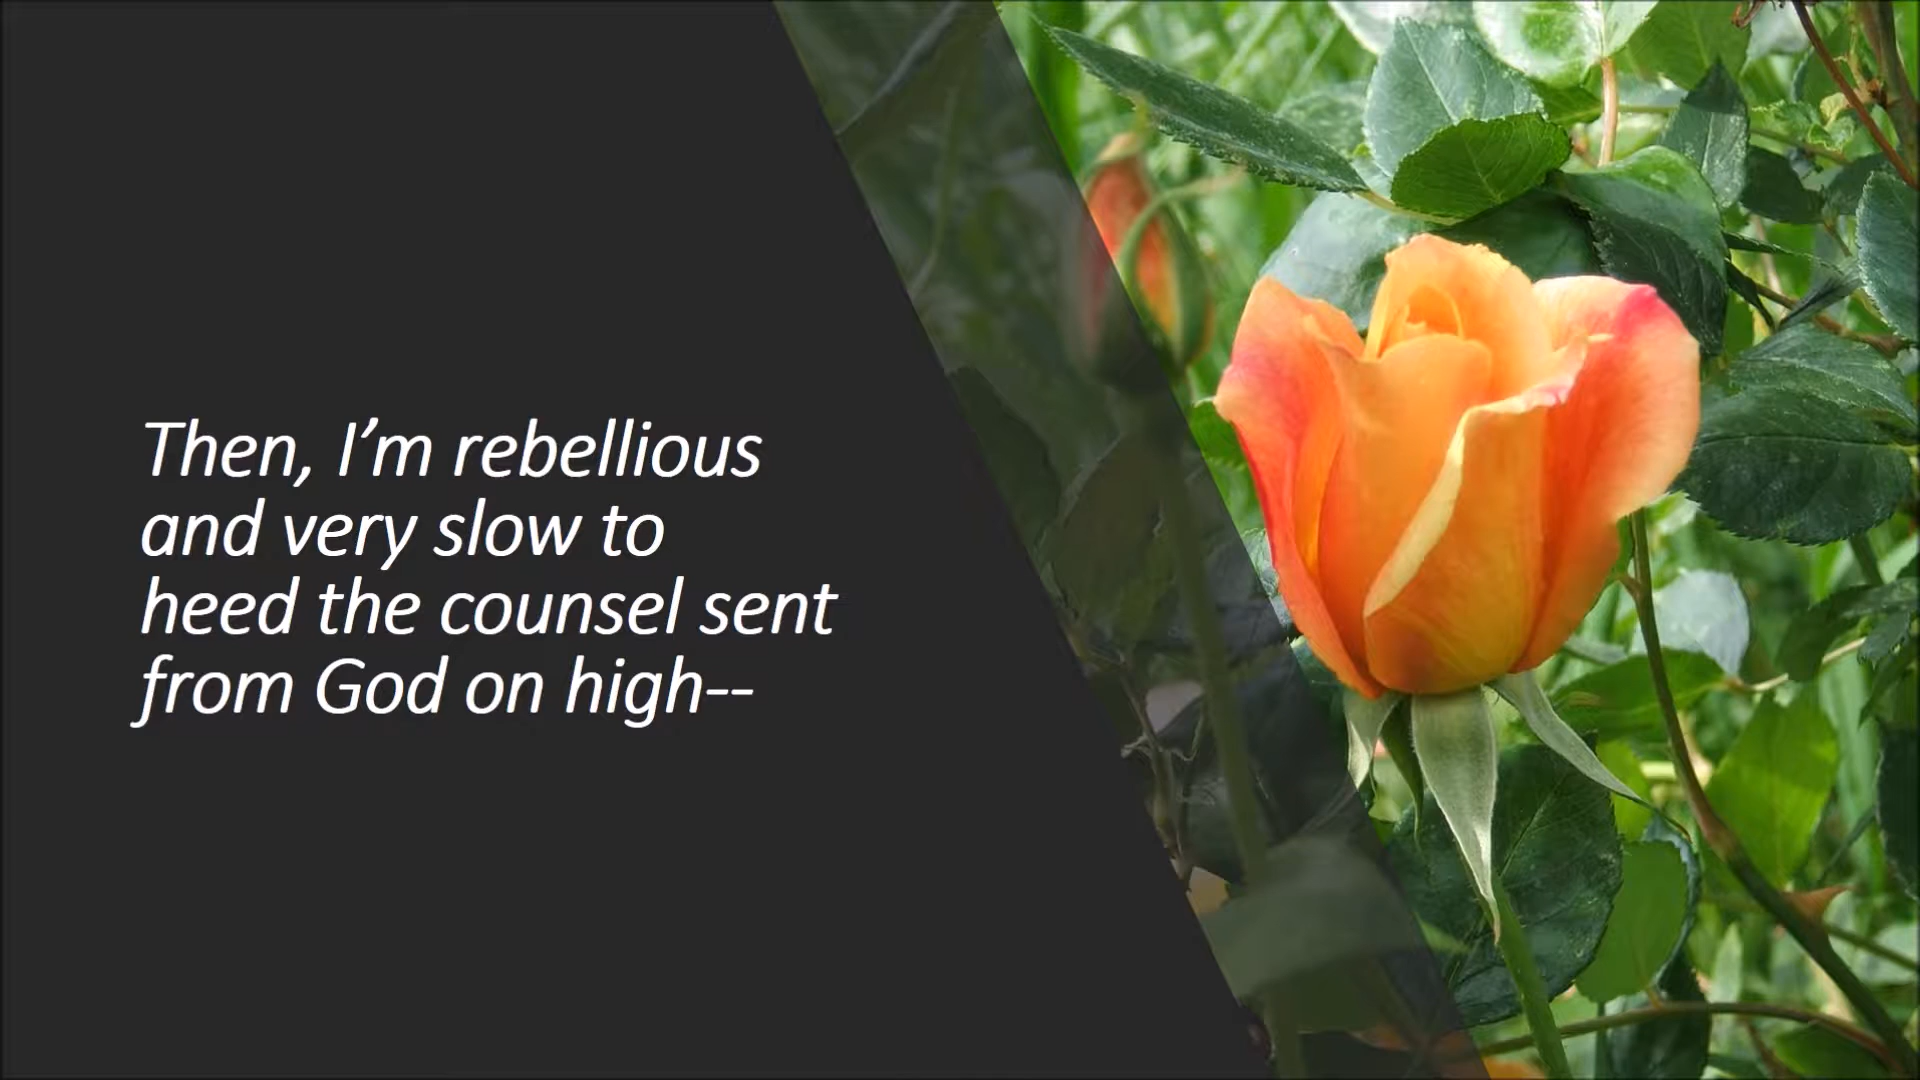 Then, I’m rebellious
and very slow to
heed the counsel sent
from God on high--